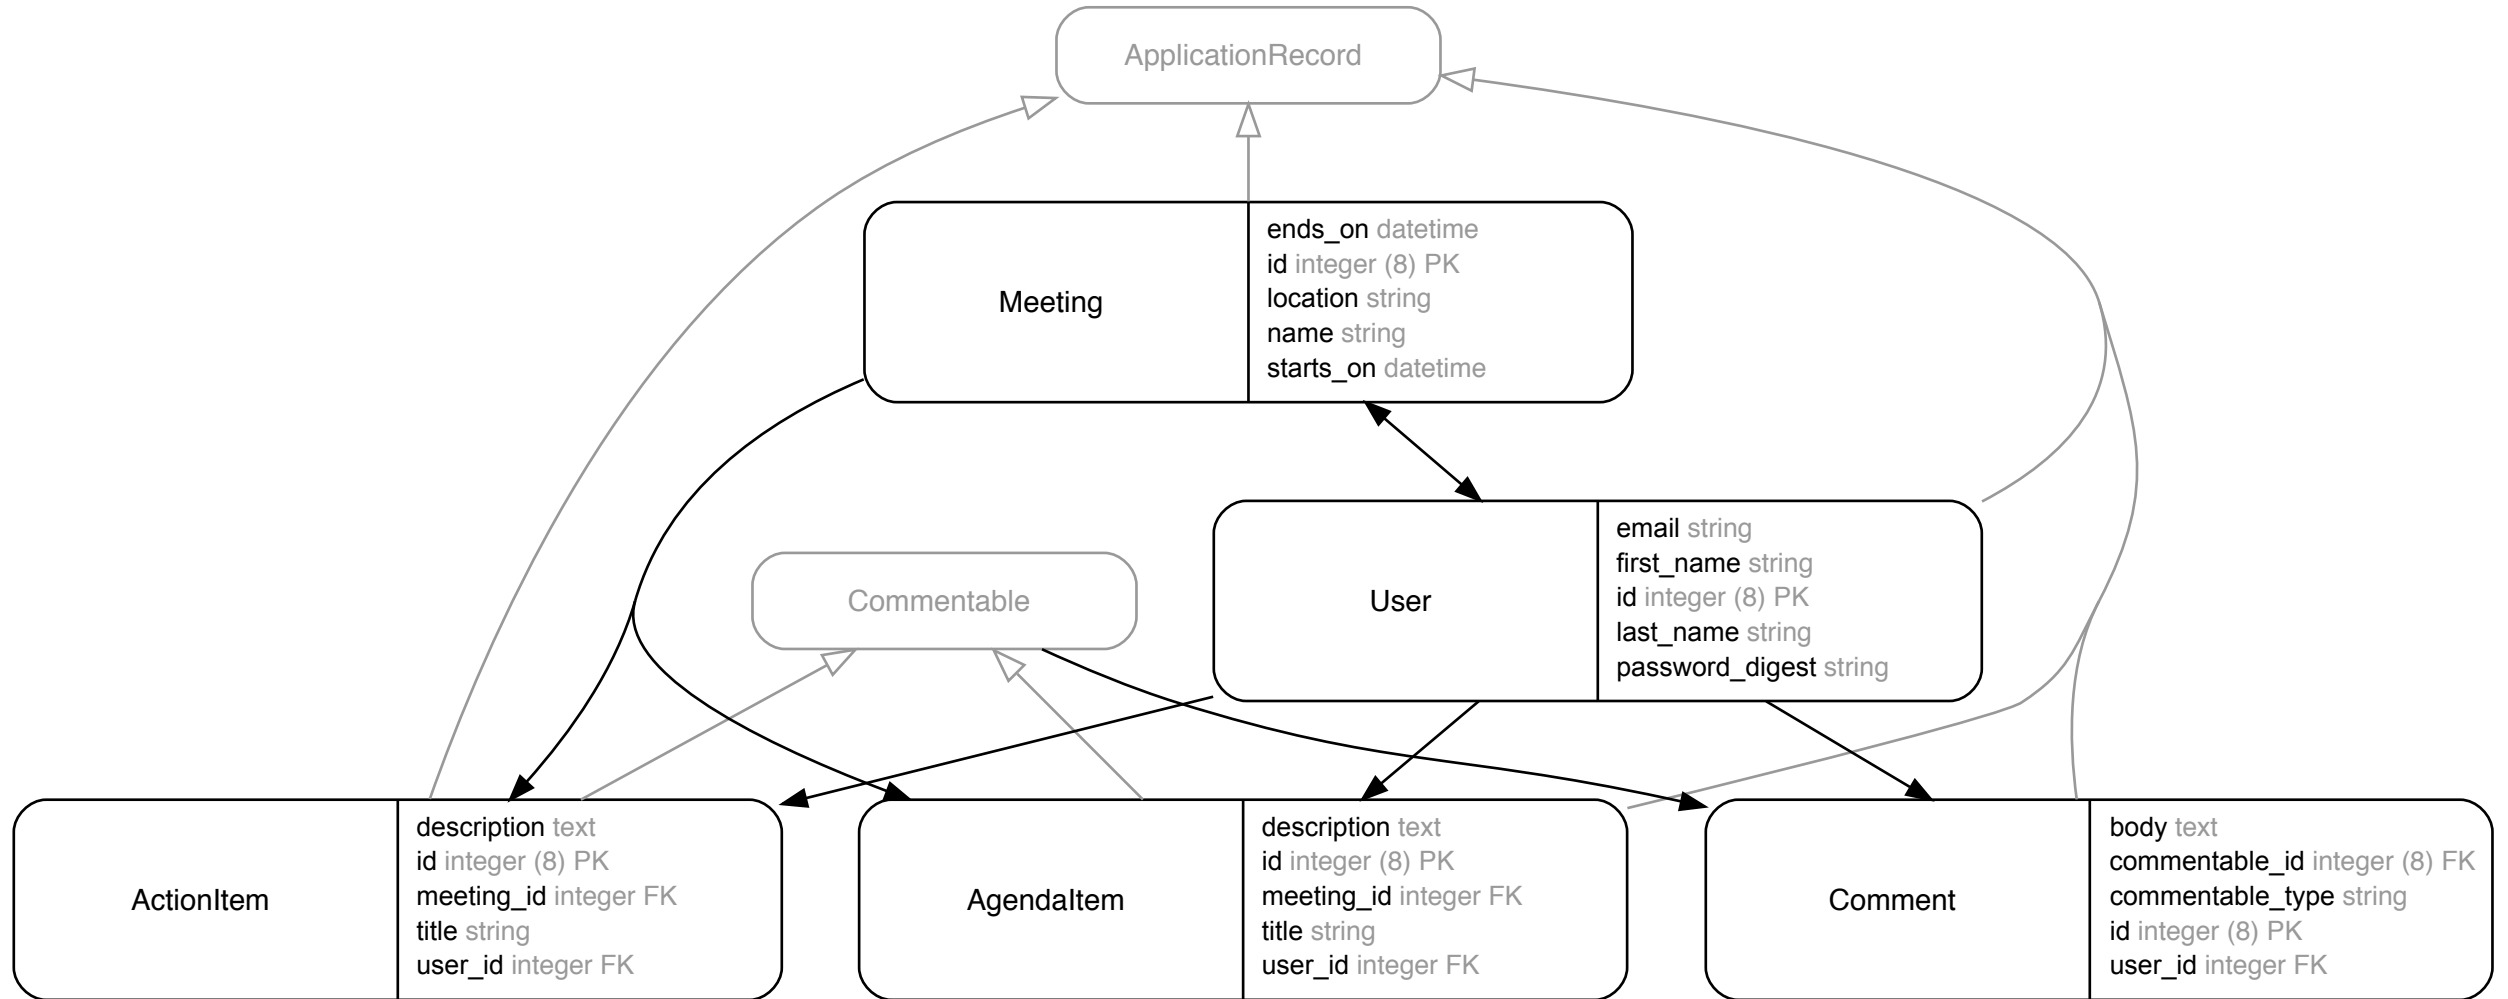 ApplicationRecord
Meeting
ends_on datetime
id integer (8) PK
location string
name string
starts_on datetime
Commentable
User
email string
first_name string
id integer (8) PK
last_name string
password_digest string
ActionItem
description text
id integer (8) PK
meeting_id integer FK
title string
user_id integer FK
AgendaItem
description text
id integer (8) PK
meeting_id integer FK
title string
user_id integer FK
Comment
body text
commentable_id integer (8) FK
commentable_type string
id integer (8) PK
user_id integer FK